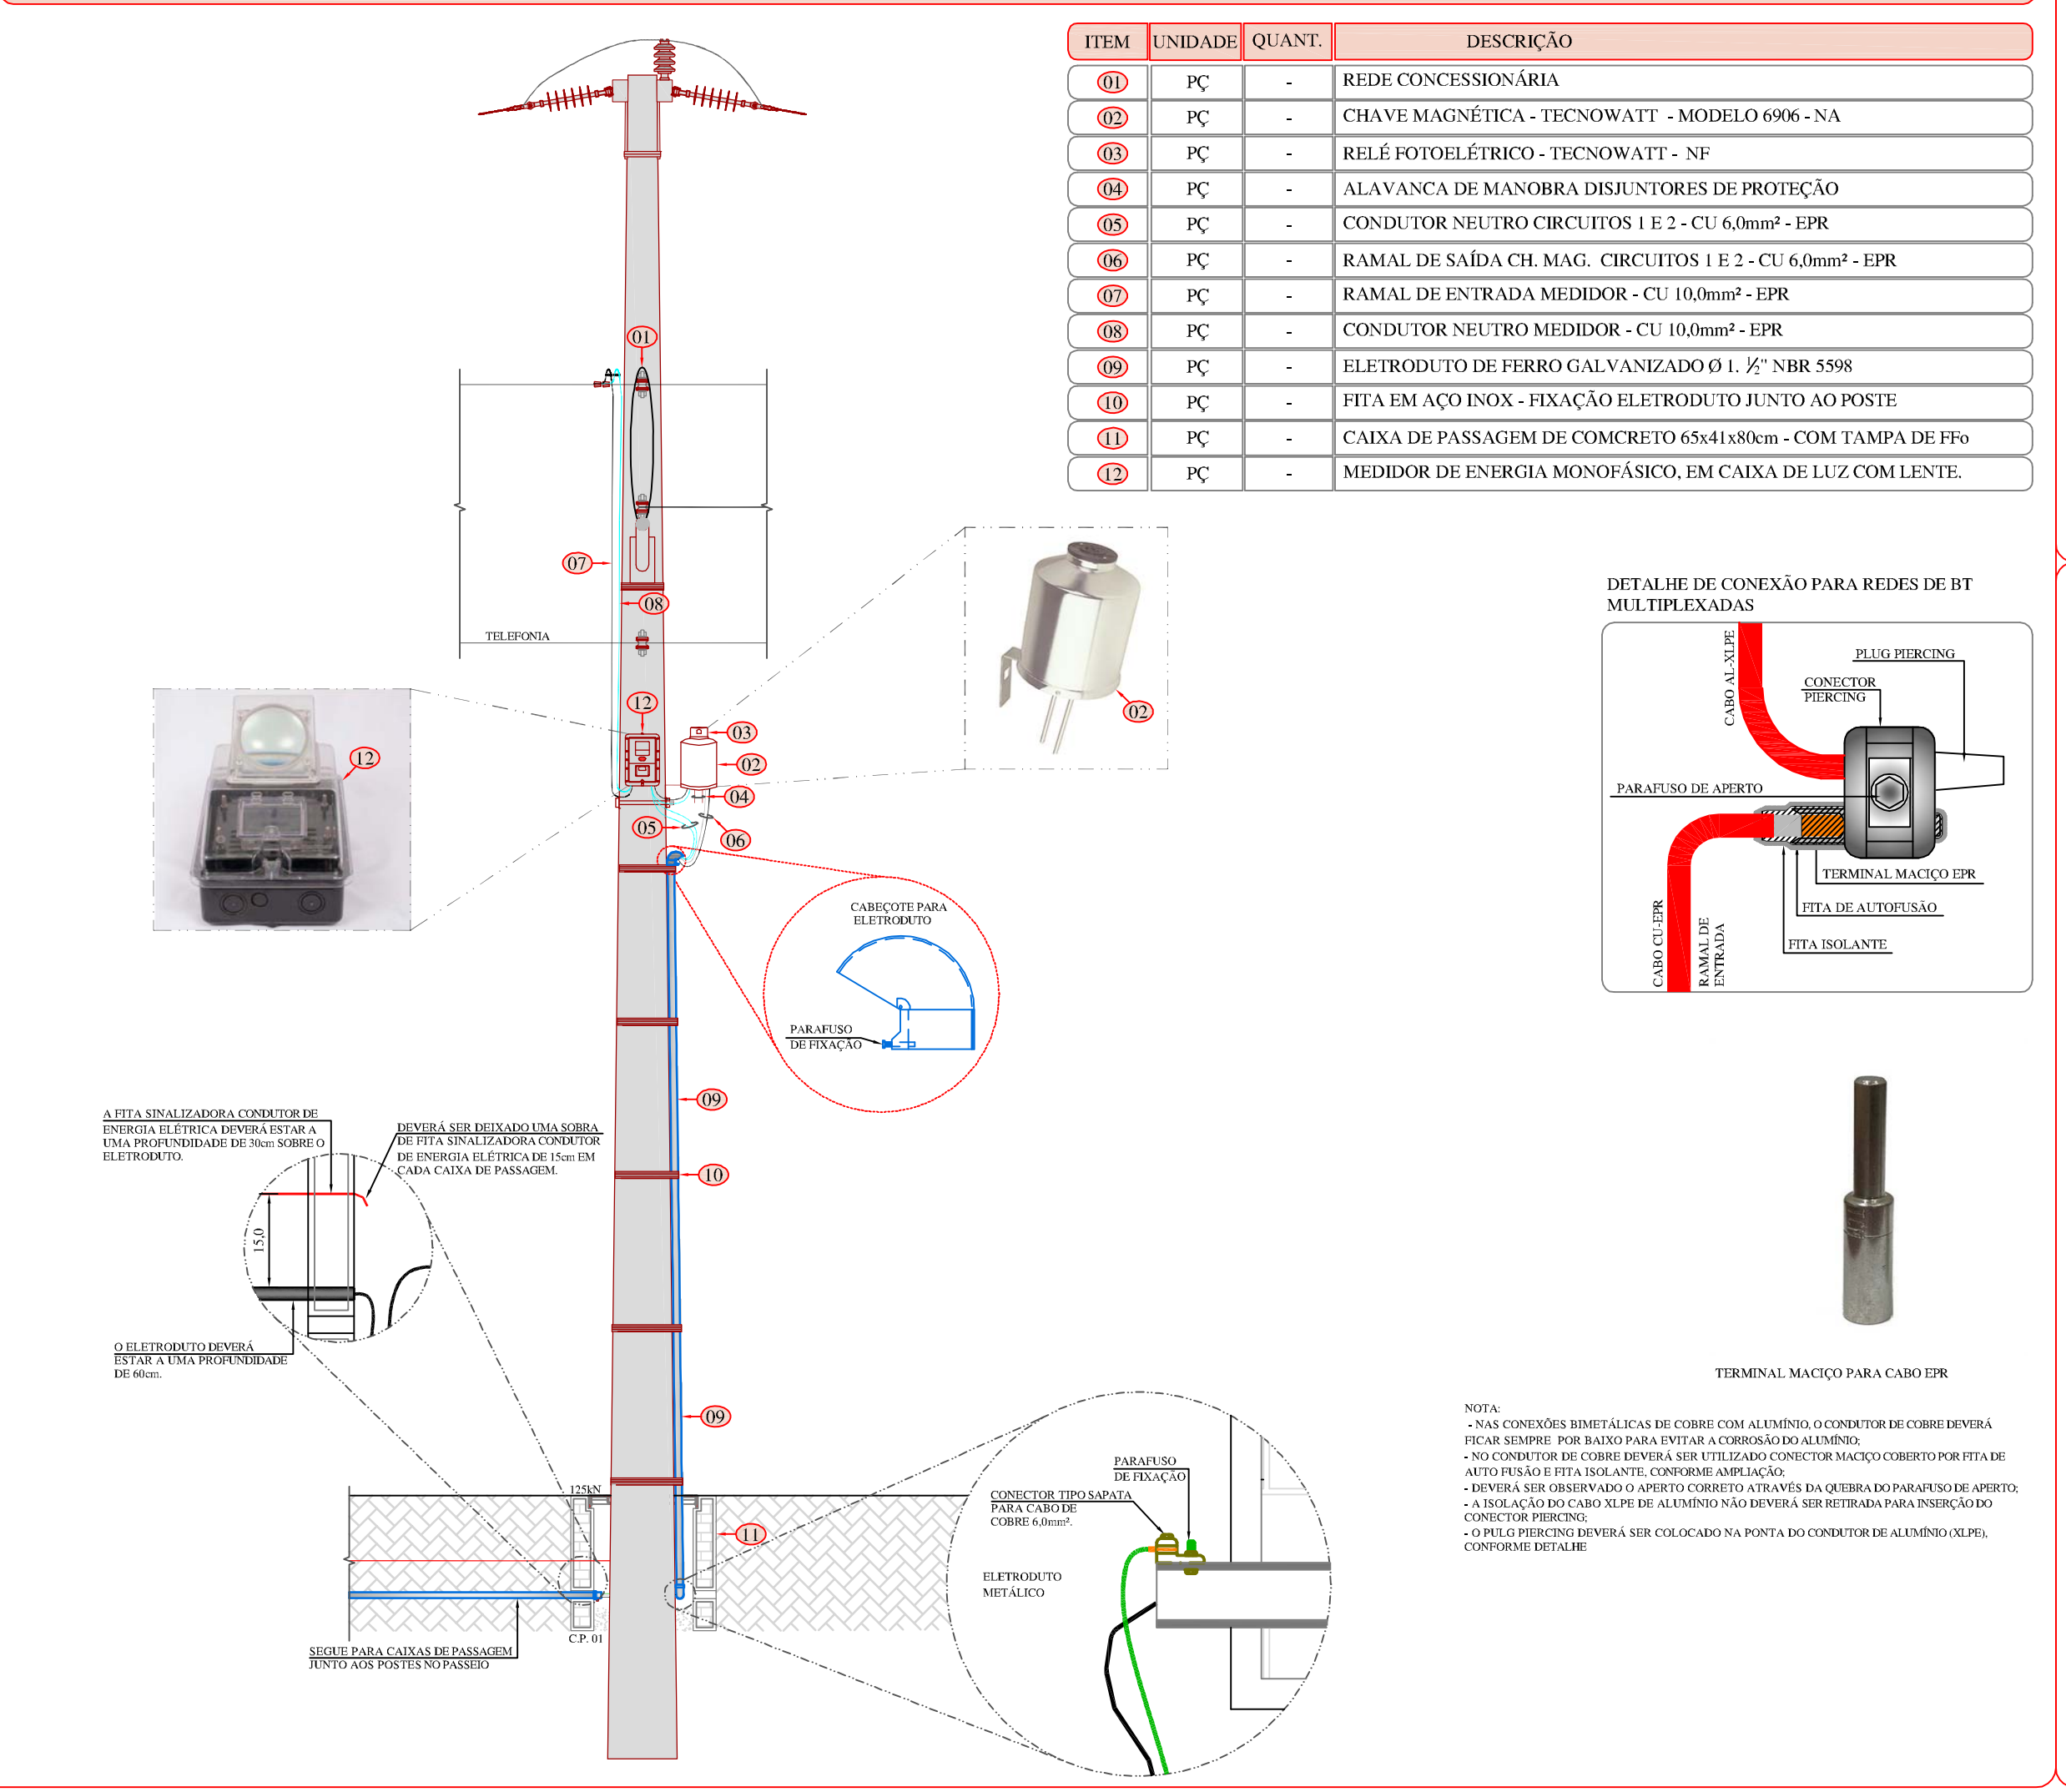 ITEM UNIDADE QUANT. DESCRIÇÃO
01 PÇ - REDE CONCESSIONÁRIA
02 PÇ - CHAVE MAGNÉTICA - TECNOWATT - MODELO 6906 - NA
03 PÇ - RELÉ FOTOELÉTRICO - TECNOWATT - NF
04 PÇ - ALAVANCA DE MANOBRA DISJUNTORES DE PROTEÇÃO
05 PÇ - CONDUTOR NEUTRO CIRCUITOS 1 E 2 - CU 6,0mm² - EPR
06 PÇ - RAMAL DE SAÍDA CH. MAG. CIRCUITOS 1 E 2 - CU 6,0mm² - EPR
07 PÇ - RAMAL DE ENTRADA MEDIDOR - CU 10,0mm² - EPR
08 PÇ - CONDUTOR NEUTRO MEDIDOR - CU 10,0mm² - EPR
09 PÇ - ELETRODUTO DE FERRO GALVANIZADO Ø 1. ½" NBR 5598
10 PÇ - FITA EM AÇO INOX - FIXAÇÃO ELETRODUTO JUNTO AO POSTE
11 PÇ - CAIXA DE PASSAGEM DE COMCRETO 65x41x80cm - COM TAMPA DE FFo
12 PÇ - MEDIDOR DE ENERGIA MONOFÁSICO, EM CAIXA DE LUZ COM LENTE.
01
07
08
TELEFONIA
12
03
02
04
05
06
12
02
CABEÇOTE PARA
ELETRODUTO
PARAFUSO
DE FIXAÇÃO
09
10
09
11
DETALHE DE CONEXÃO PARA REDES DE BT
MULTIPLEXADAS
CABO AL-XLPE
PLUG PIERCING
CONECTOR
PIERCING
PARAFUSO DE APERTO
TERMINAL MACIÇO EPR
FITA DE AUTOFUSÃO
FITA ISOLANTE
CABO CU-EPR
RAMAL DE
ENTRADA
A FITA SINALIZADORA CONDUTOR DE
ENERGIA ELÉTRICA DEVERÁ ESTAR A
UMA PROFUNDIDADE DE 30cm SOBRE O
ELETRODUTO.
DEVERÁ SER DEIXADO UMA SOBRA
DE FITA SINALIZADORA CONDUTOR
DE ENERGIA ELÉTRICA DE 15cm EM
CADA CAIXA DE PASSAGEM.
15,0
O ELETRODUTO DEVERÁ
ESTAR A UMA PROFUNDIDADE
DE 60cm.
125kN
C.P. 01
SEGUE PARA CAIXAS DE PASSAGEM
JUNTO AOS POSTES NO PASSEIO
PARAFUSO
DE FIXAÇÃO
CONECTOR TIPO SAPATA
PARA CABO DE
COBRE 6,0mm².
ELETRODUTO
METÁLICO
TERMINAL MACIÇO PARA CABO EPR
NOTA:
- NAS CONEXÕES BIMETÁLICAS DE COBRE COM ALUMÍNIO, O CONDUTOR DE COBRE DEVERÁ
FICAR SEMPRE POR BAIXO PARA EVITAR A CORROSÃO DO ALUMÍNIO;
- NO CONDUTOR DE COBRE DEVERÁ SER UTILIZADO CONECTOR MACIÇO COBERTO POR FITA DE
AUTO FUSÃO E FITA ISOLANTE, CONFORME AMPLIAÇÃO;
- DEVERÁ SER OBSERVADO O APERTO CORRETO ATRAVÉS DA QUEBRA DO PARAFUSO DE APERTO;
- A ISOLAÇÃO DO CABO XLPE DE ALUMÍNIO NÃO DEVERÁ SER RETIRADA PARA INSERÇÃO DO
CONECTOR PIERCING;
- O PULG PIERCING DEVERÁ SER COLOCADO NA PONTA DO CONDUTOR DE ALUMÍNIO (XLPE),
CONFORME DETALHE